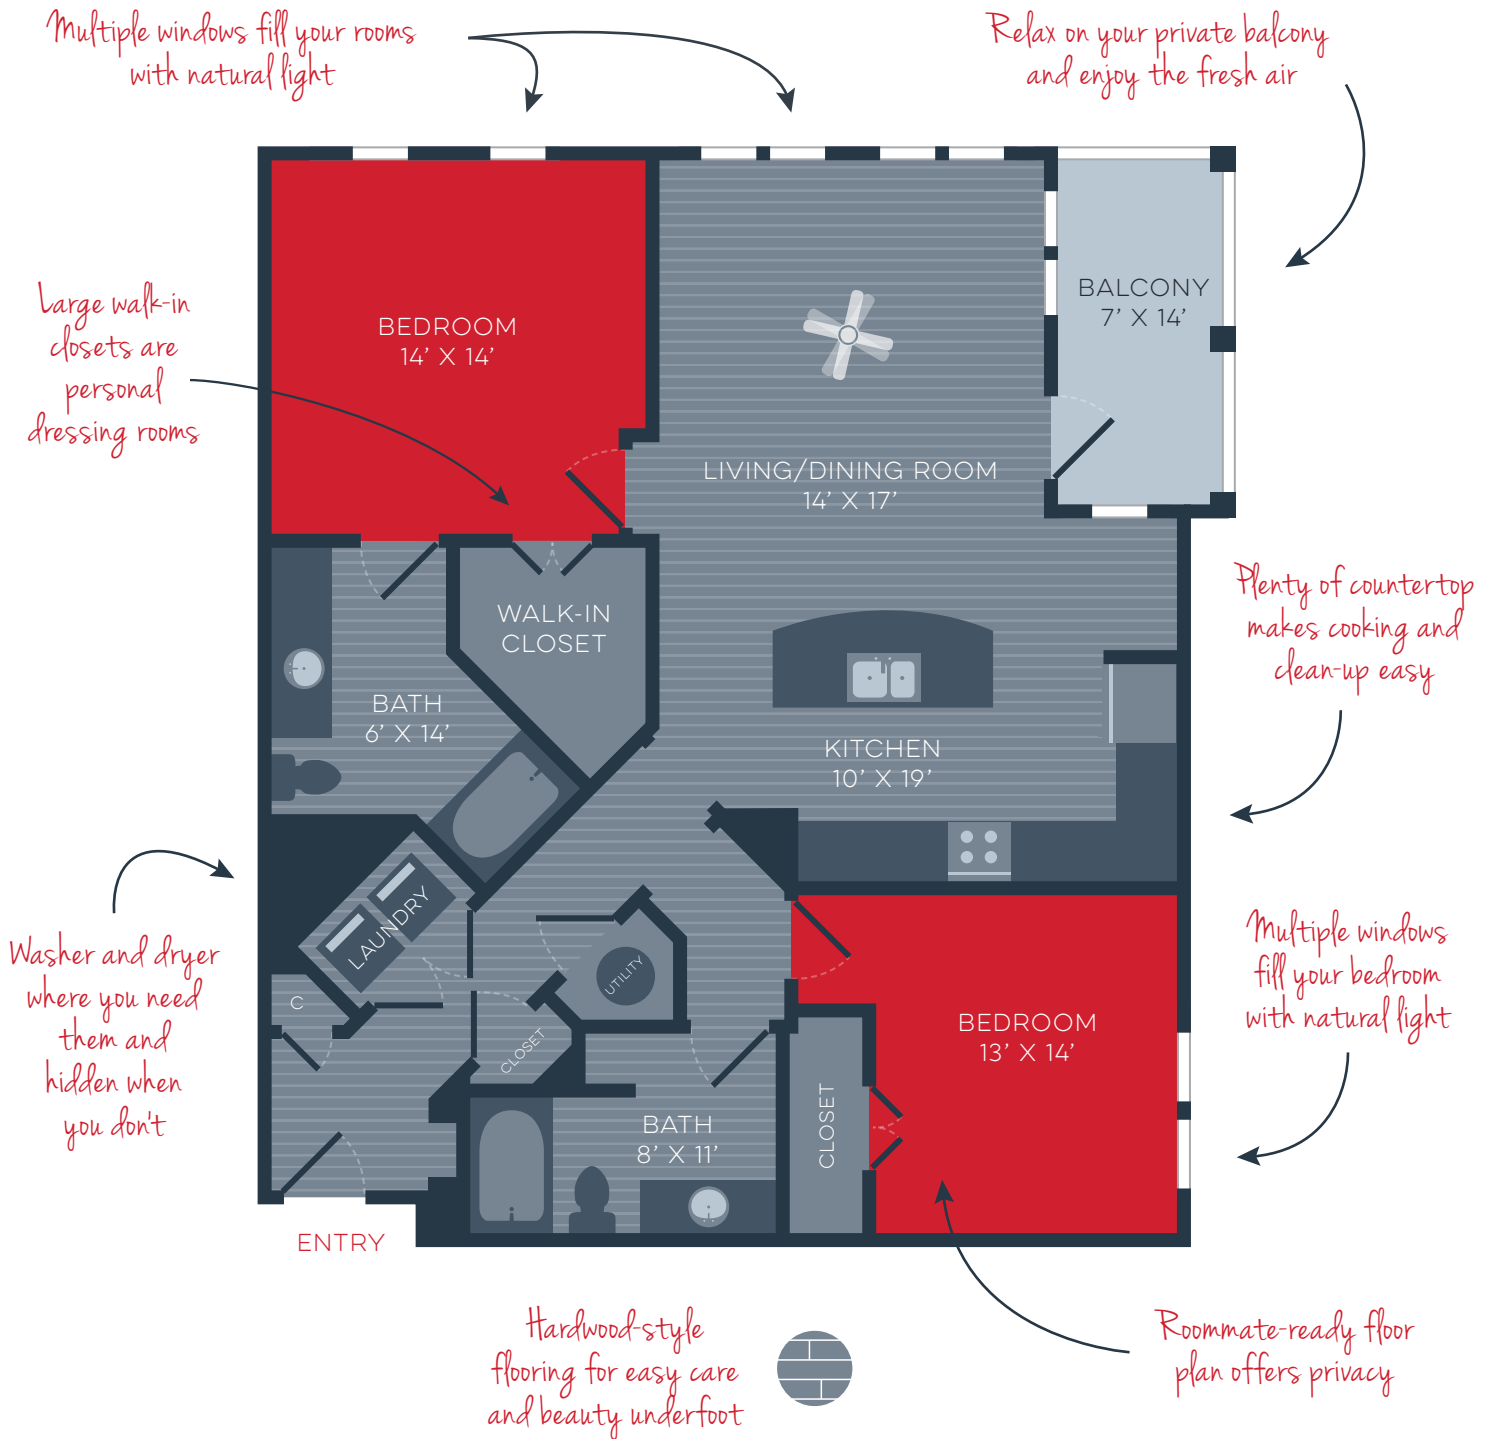 Multiple windows fill your rooms
with natural light
Relax on your private balcony
and enjoy the fresh air
Large walk-in
closets are
personal
dressing rooms
BEDROOM
14’ X 14’
BALCONY
7’ X 14’
LIVING/DINING ROOM
14’ X 17’
WALK-IN
CLOSET
BATH
6’ X 14’
KITCHEN
10’ X 19’
Plenty of countertop
makes cooking and
clean-up easy
Washer and dryer
where you need
them and
hidden when
you don't
LAUNDRY
C
UTILITY
CLOSET
BATH
8’ X 11’
CLOSET
BEDROOM
13’ X 14’
Multiple windows
fill your bedroom
with natural light
ENTRY
Hardwood-style
flooring for easy care
and beauty underfoot
Roommate-ready floor
plan offers privacy